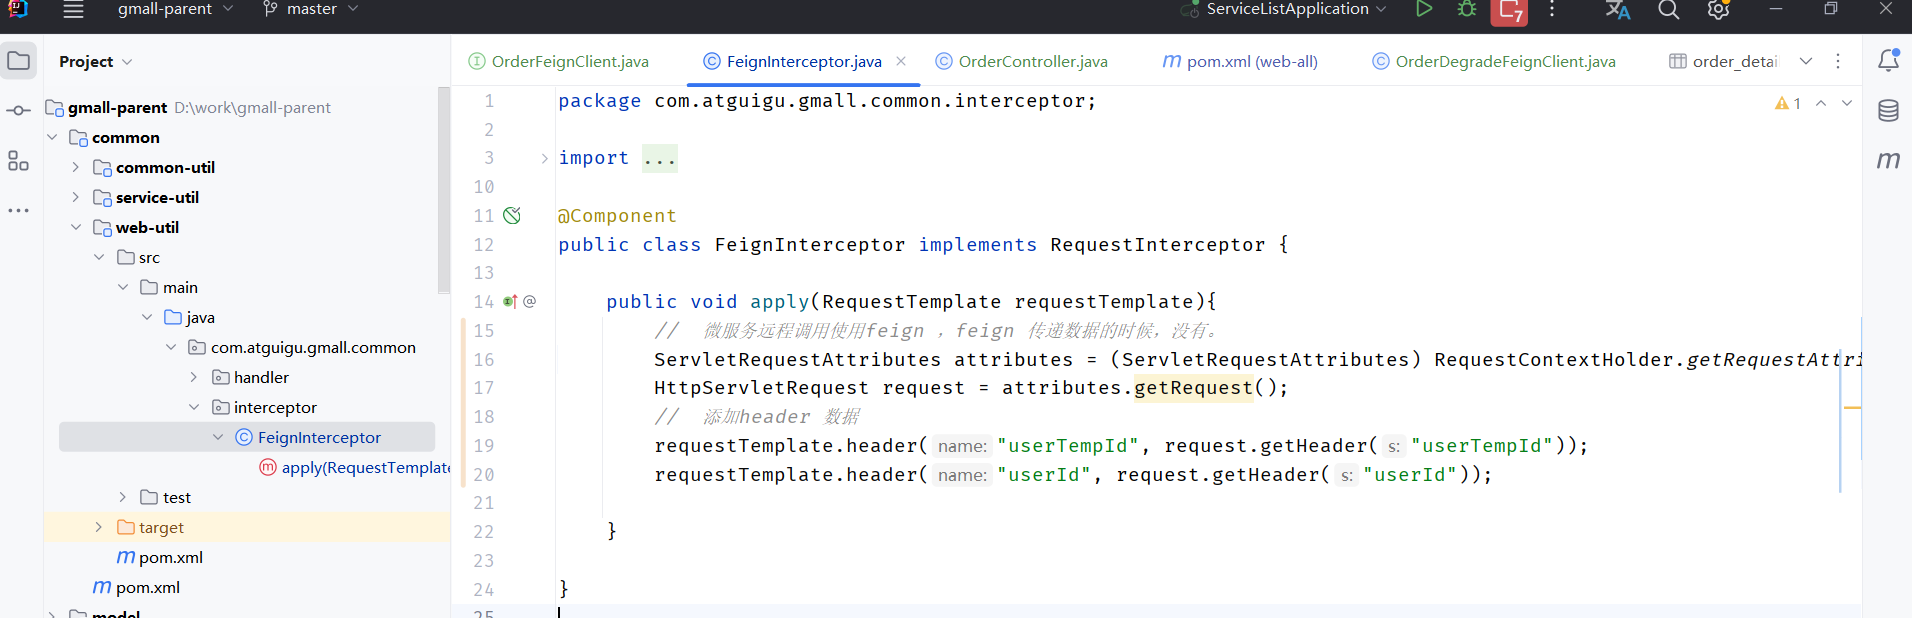 gmall-parent master ServiceListApplication 7
Project
OrderFeignClient.java FeignInterceptor.java OrderController.java pom.xml (web-all) OrderDegradeFeignClient.java order_detai
gmall-parent D:\work\gmall-parent
common
common-util
service-util
web-util
src
main
java
com.atguigu.gmall.common
handler
interceptor
FeignInterceptor
apply(RequestTemplate
test
target
pom.xml
pom.xml
model
1 package com.atguigu.gmall.common.interceptor;
1
2
3 import ...
10
11 @Component
12 public class FeignInterceptor implements RequestInterceptor {
13
14 public void apply(RequestTemplate requestTemplate){
15 // 微服务远程调用使用feign ，feign 传递数据的时候，没有。
16 ServletRequestAttributes attributes = (ServletRequestAttributes) RequestContextHolder.getRequestAttri
17 HttpServletRequest request = attributes.getRequest();
18 // 添加header 数据
19 requestTemplate.header( name: "userTempId", request.getHeader( s: "userTempId"));
20 requestTemplate.header( name: "userId", request.getHeader( s: "userId"));
21
22 }
23
24 }
25